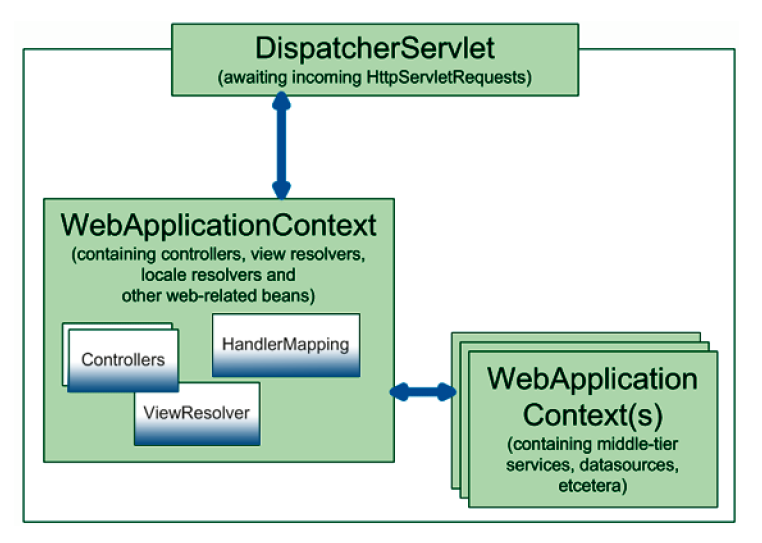 DispatcherServlet
(awaiting incoming HttpServletRequests)
WebApplicationContext
(containing controllers, view resolvers,
locale resolvers and
other web-related beans)
HandlerMapping
Controllers
ViewResolver
WebApplication
Context(s)
(containing middle-tier
services, datasources,
etcetera)